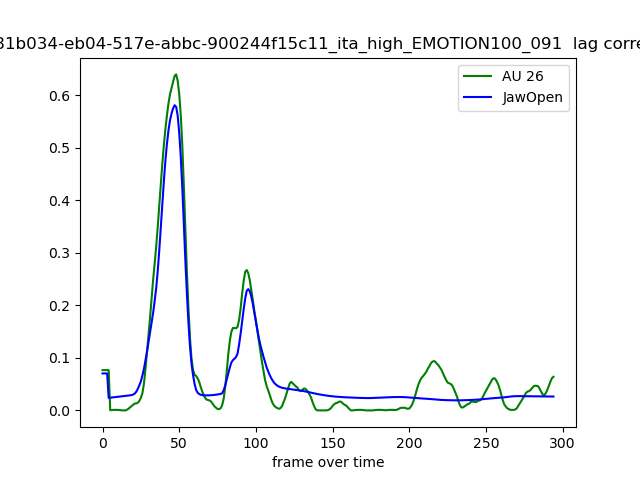 31b034-eb04-517e-abbc-900244f15c11_ita_high_EMOTION100_091 lag corre
AU 26
JawOpen
0.6
0.5
0.4
0.3
0.2
0.1
0.0
0 50 100 150 200 250 300
frame over time